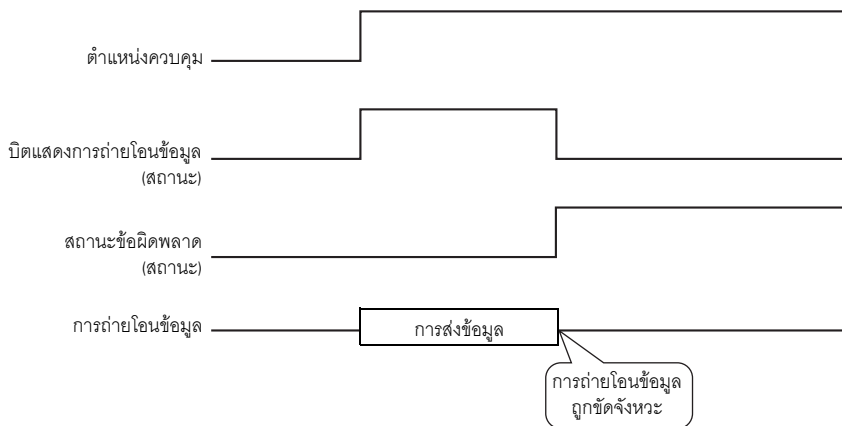 ตำแหน่งควบคุม
บิตแสดงการถ่ายโอนข้อมูล
(สถานะ)
สถานะข้อผิดพลาด
(สถานะ)
การถ่ายโอนข้อมูล
การส่งข้อมูล
การถ่ายโอนข้อมูล
ถูกขัดจังหวะ